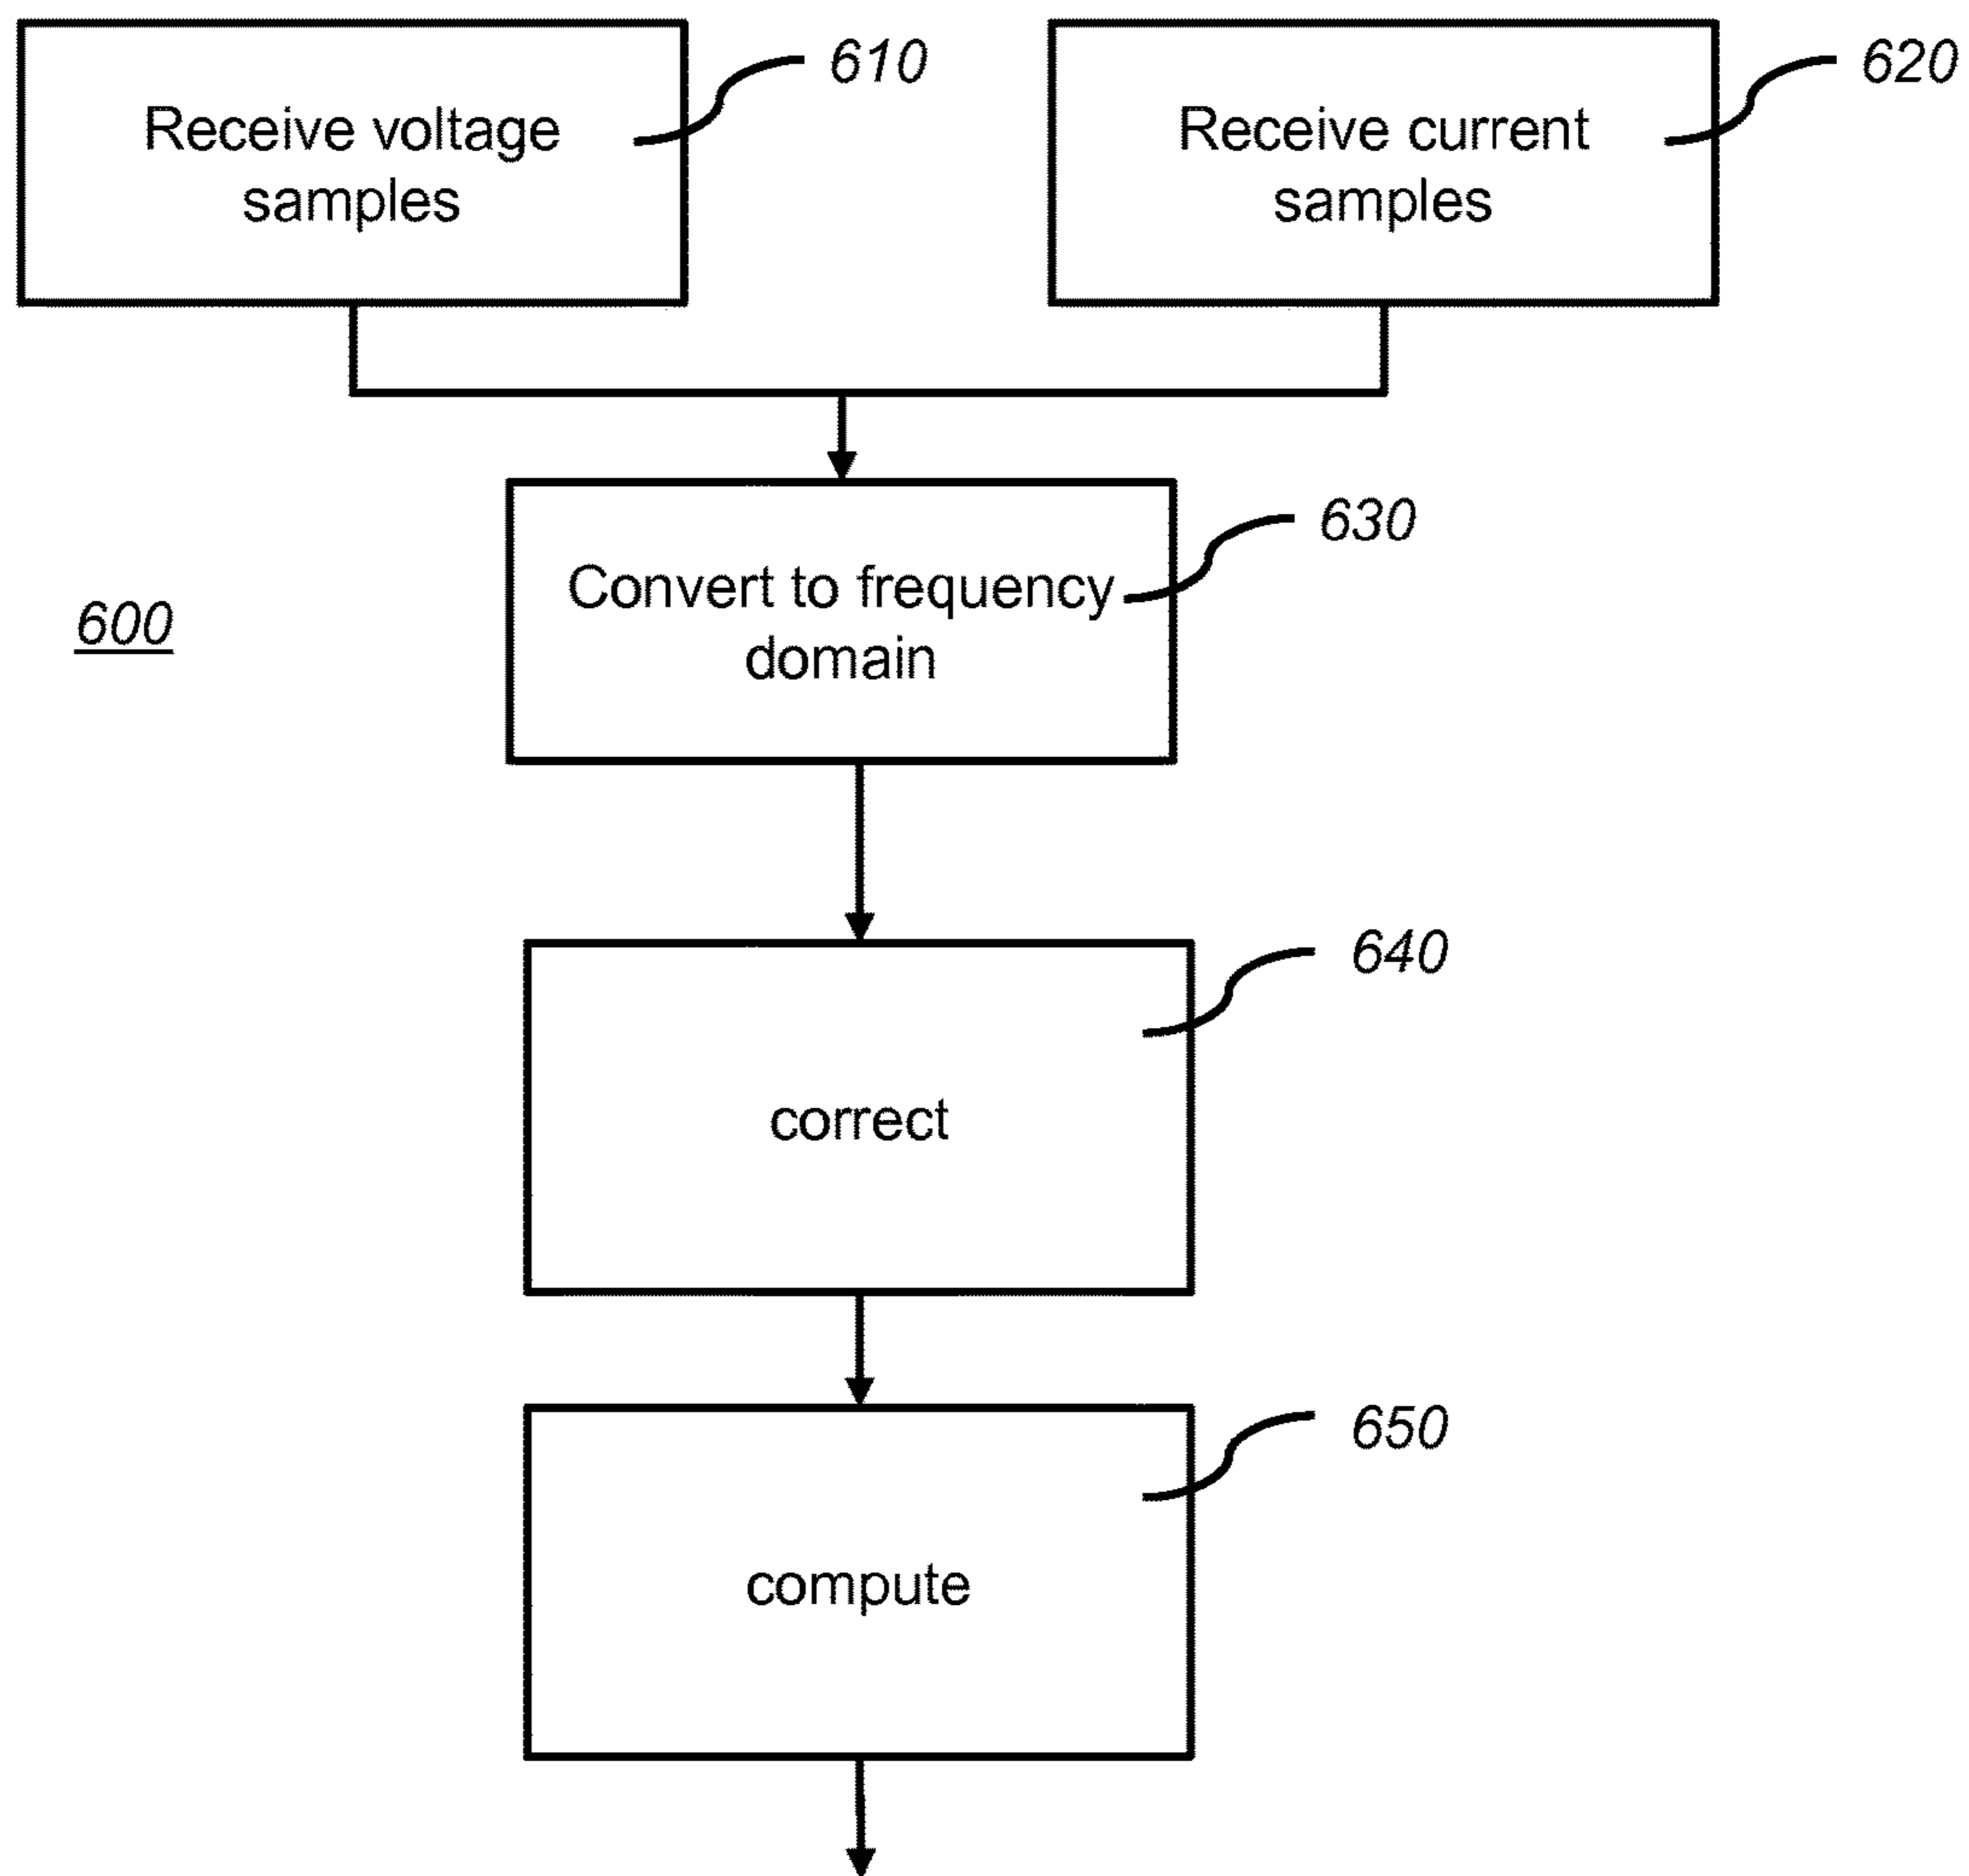 610
Receive voltage
samples
620
Receive current
samples
630
Convert to frequency
domain
600
640
correct
650
compute